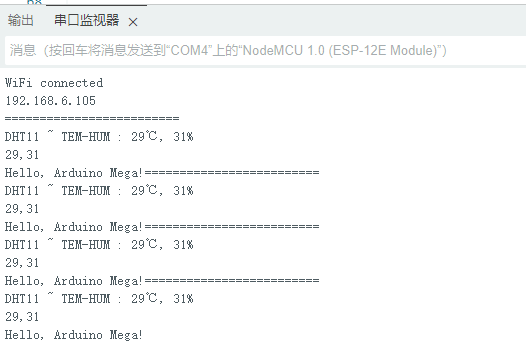 输出 串口监视器 ×
消息（按回车将消息发送到“COM4”上的“NodeMCU 1.0 (ESP-12E Module)”）
WiFi connected
192.168.6.105
=========================
DHT11 ~ TEM-HUM : 29℃, 31%
29,31
Hello, Arduino Mega!=========================
DHT11 ~ TEM-HUM : 29℃, 31%
29,31
Hello, Arduino Mega!=========================
DHT11 ~ TEM-HUM : 29℃, 31%
29,31
Hello, Arduino Mega!=========================
DHT11 ~ TEM-HUM : 29℃, 31%
29,31
Hello, Arduino Mega!